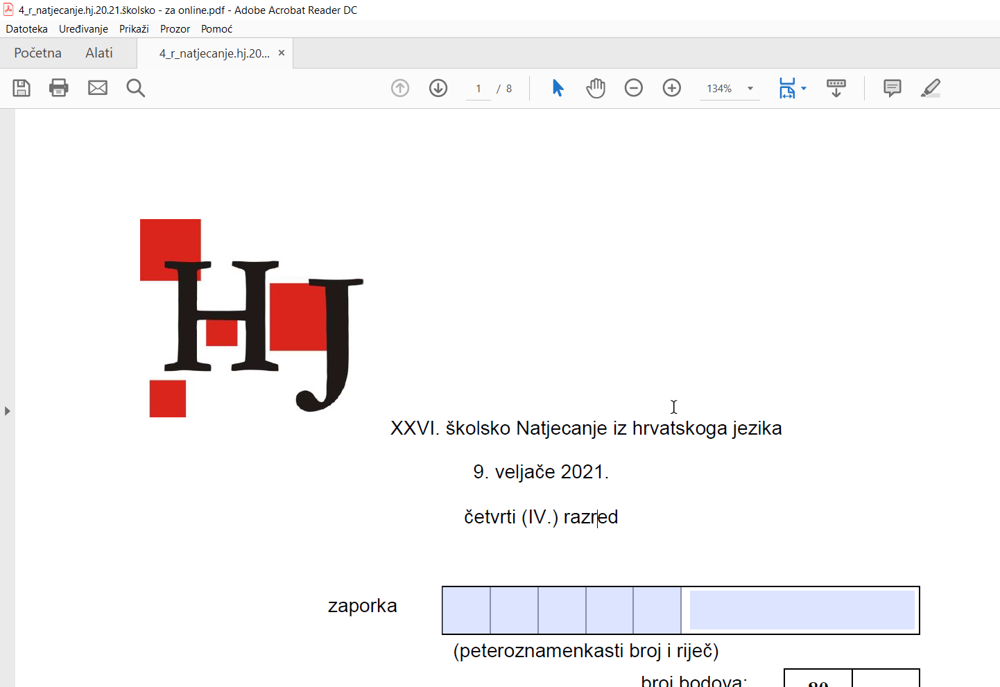 4_r_natjecanje.hj.20.21.školsko - za online.pdf - Adobe Acrobat Reader DC
Datoteka Uređivanje Prikaži Prozor Pomoć
Početna Alati 4_r_natjecanje.hj.20... ×
1 / 8 134%
HJ
XXVI. školsko Natjecanje iz hrvatskoga jezika
9. veljače 2021.
četvrti (IV.) razred
zaporka
(peteroznamenkasti broj i riječ)
broj bodova: 80